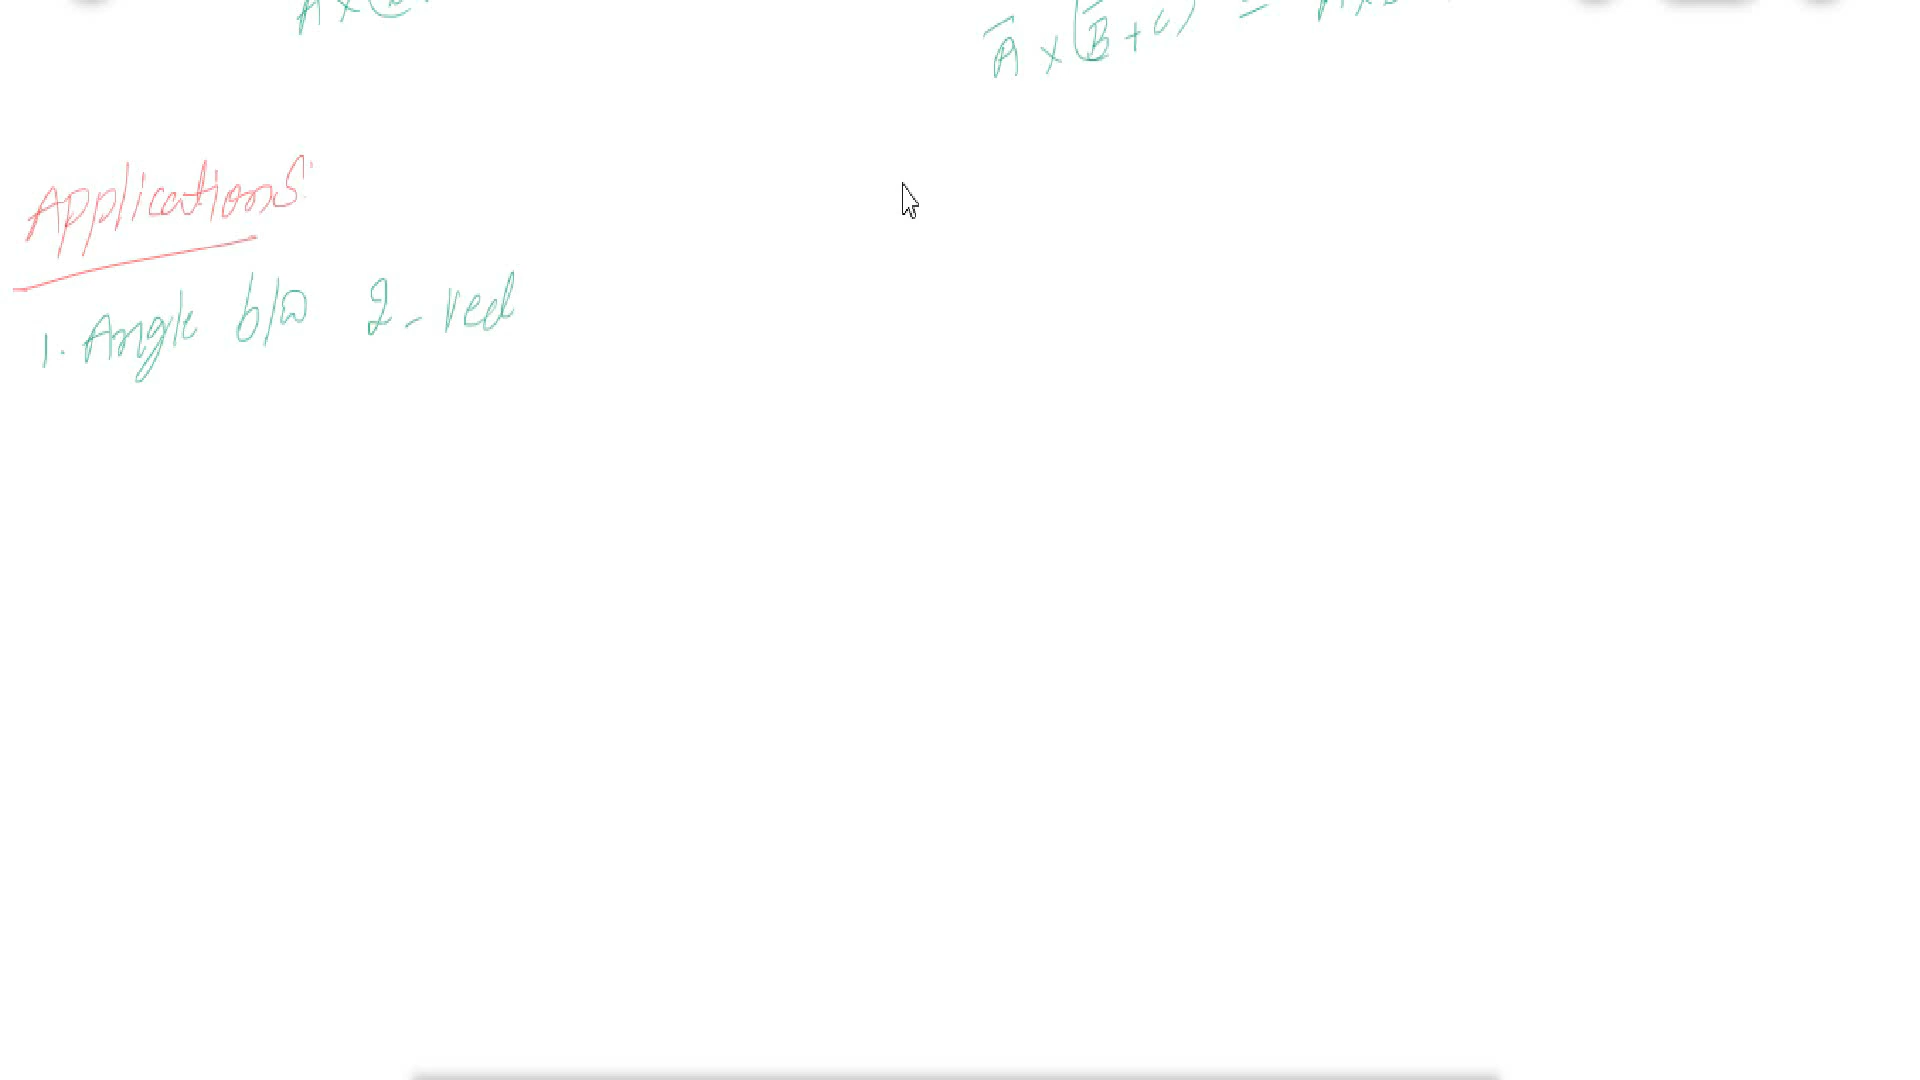 A × (
A̅ × (B̅ + C) =
Applications:
1. Angle b/w 2 - vect